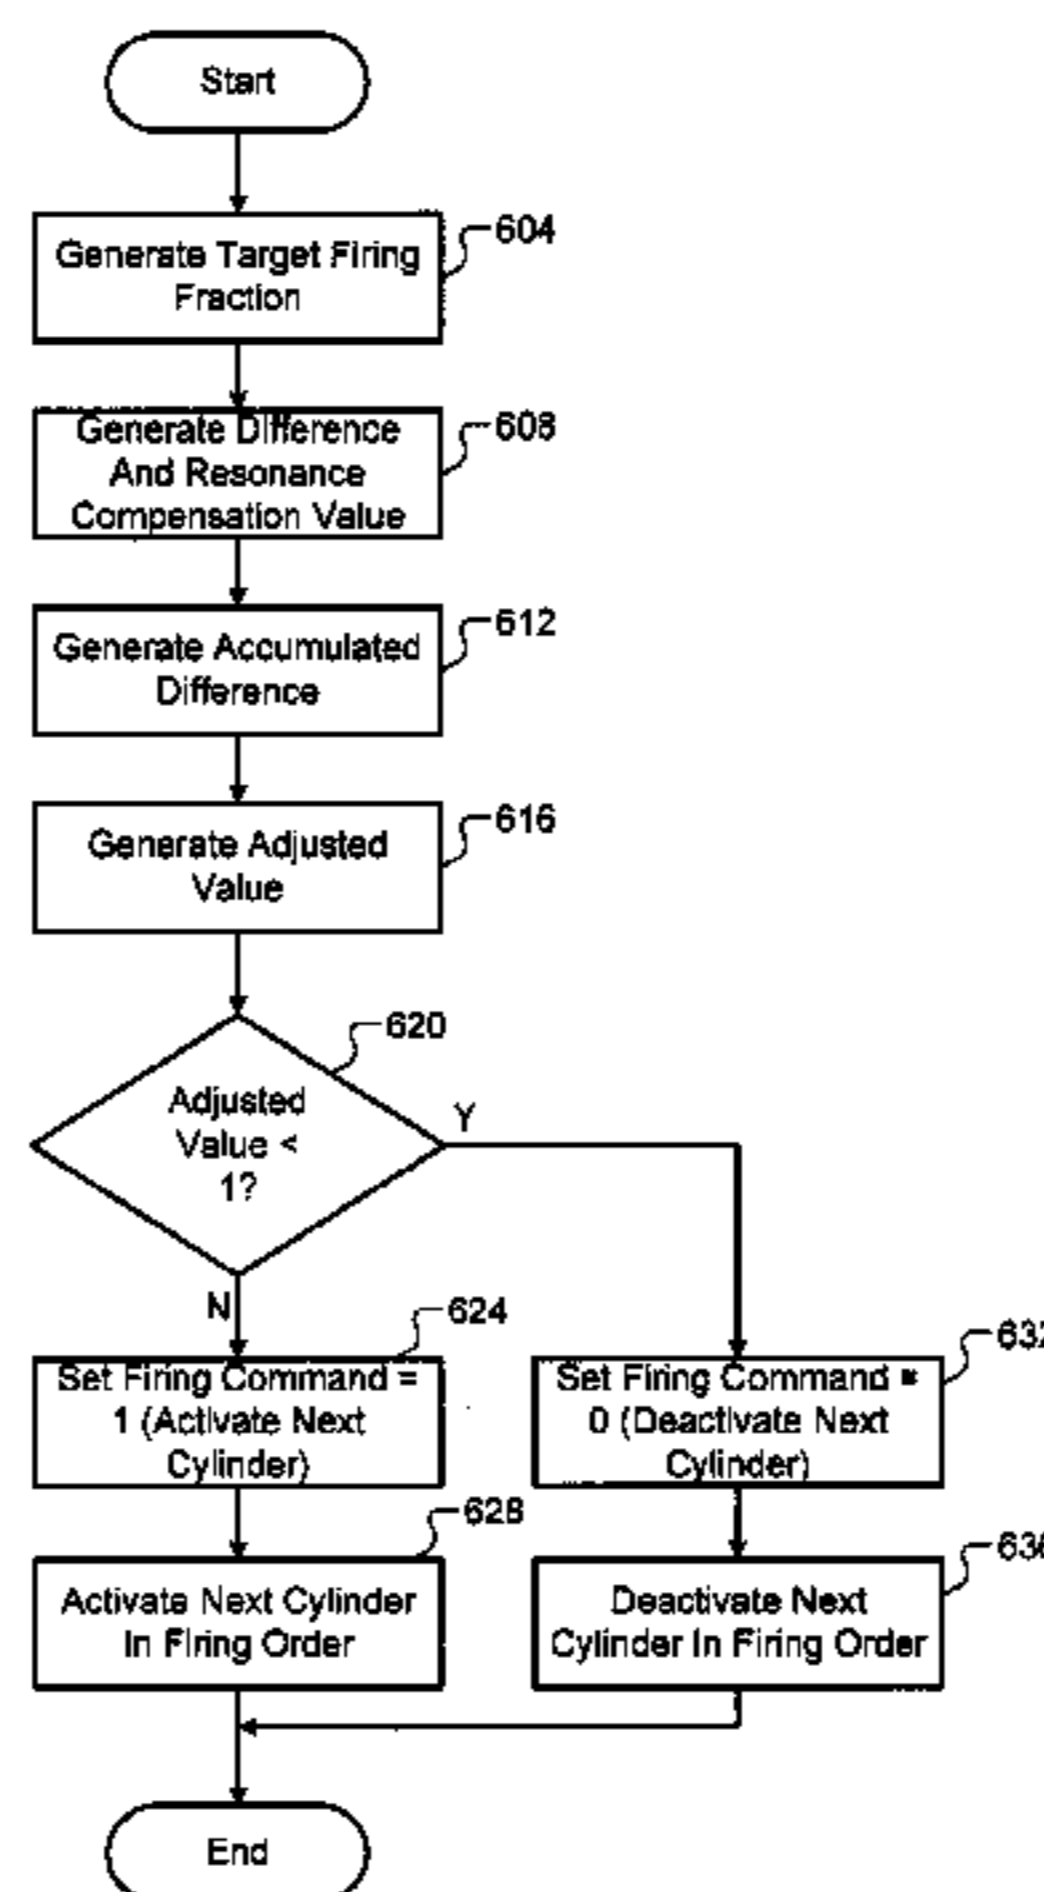 Start
Generate Target Firing
Fraction
604
Generate Difference
And Resonance
Compensation Value
608
Generate Accumulated
Difference
612
Generate Adjusted
Value
616
620
Adjusted
Value <
1?
Y
N
624
Set Firing Command =
1 (Activate Next
Cylinder)
632
Set Firing Command =
0 (Deactivate Next
Cylinder)
628
Activate Next Cylinder
In Firing Order
636
Deactivate Next
Cylinder In Firing Order
End